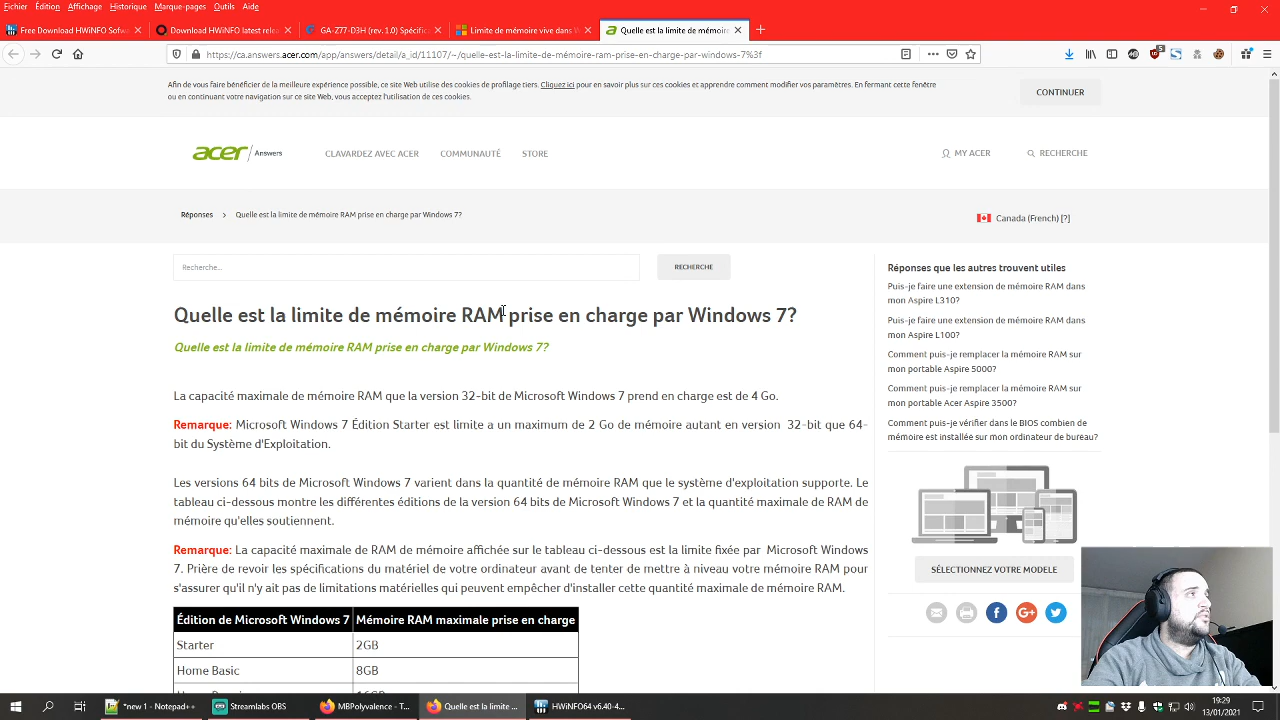 Fichier Édition Affichage Historique Marque-pages Outils Aide
Free Download HWiNFO Sofw
Download HWiNFO latest rele
GA-Z77-D3H (rev. 1.0) Spécific
Limite de mémoire vive dans W
Quelle est la limite de mémoire
https://ca.answers.acer.com/app/answers/detail/a_id/11107/~/quelle-est-la-limite-de-mémoire-ram-prise-en-charge-par-windows-7%3f
Afin de vous faire bénéficier de la meilleure expérience possible, ce site Web utilise des cookies de profilage tiers. Cliquez ici pour en savoir plus sur ces cookies et apprendre comment modifier vos paramètres. En fermant cette fenêtre
ou en continuant votre navigation sur ce site Web, vous acceptez l'utilisation de ces cookies.
CONTINUER
acer Answers
CLAVARDEZ AVEC ACER COMMUNAUTÉ STORE
MY ACER RECHERCHE
Réponses > Quelle est la limite de mémoire RAM prise en charge par Windows 7?
Canada (French) [?]
Recherche...
RECHERCHE
Quelle est la limite de mémoire RAM prise en charge par Windows 7?
Quelle est la limite de mémoire RAM prise en charge par Windows 7?
La capacité maximale de mémoire RAM que la version 32-bit de Microsoft Windows 7 prend en charge est de 4 Go.
Remarque: Microsoft Windows 7 Édition Starter est limite a un maximum de 2 Go de mémoire autant en version 32-bit que 64-
bit du Système d'Exploitation.
Les versions 64 bits de Microsoft Windows 7 varient dans la quantité de mémoire RAM que le système d'exploitation supporte. Le
tableau ci-dessous montre les différentes éditions de la version 64 bits de Microsoft Windows 7 et la quantité maximale de RAM de
mémoire qu'elles soutiennent.
Remarque: La capacité maximale de RAM de mémoire affichée sur le tableau ci-dessous est la limite fixée par Microsoft Windows
7. Prière de revoir les spécifications du matériel de votre ordinateur avant de tenter de mettre à niveau votre mémoire RAM pour
s'assurer qu'il n'y ait pas de limitations matérielles qui peuvent empêcher d'installer cette quantité maximale de mémoire RAM.
Édition de Microsoft Windows 7 Mémoire RAM maximale prise en charge
Starter 2GB
Home Basic 8GB
Réponses que les autres trouvent utiles
Puis-je faire une extension de mémoire RAM dans
mon Aspire L310?
Puis-je faire une extension de mémoire RAM dans
mon Aspire L100?
Comment puis-je remplacer la mémoire RAM sur
mon portable Aspire 5000?
Comment puis-je remplacer la mémoire RAM sur
mon portable Acer Aspire 3500?
Comment puis-je vérifier dans le BIOS combien de
mémoire est installée sur mon ordinateur de bureau?
SÉLECTIONNEZ VOTRE MODELE
*new 1 - Notepad++
Streamlabs OBS
MBPolyvalence - T...
Quelle est la limite ...
HWiNFO64 v6.40-4...
19:29
13/01/2021